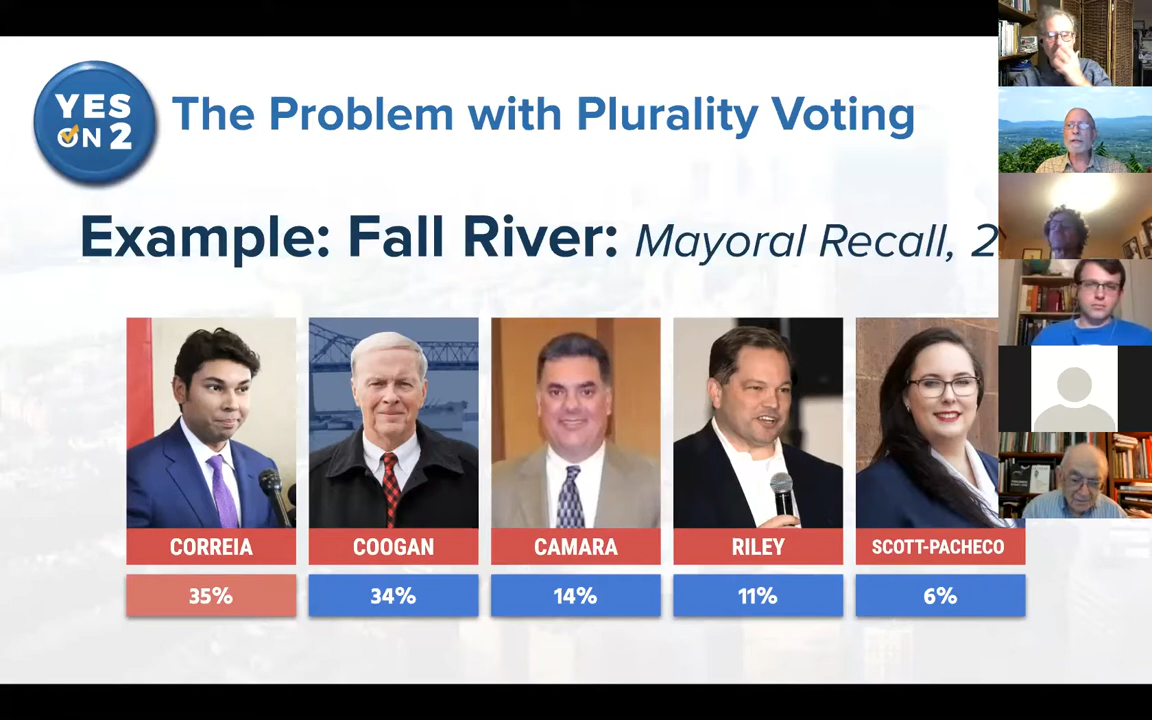 YES
ON 2
The Problem with Plurality Voting
Example: Fall River: Mayoral Recall, 2
CORREIA
COOGAN
CAMARA
RILEY
SCOTT-PACHECO
35%
34%
14%
11%
6%